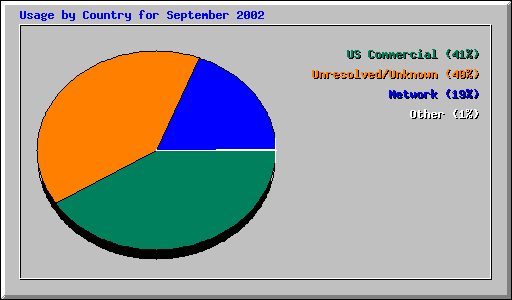 Usage by Country for September 2002
US Commercial (41%)
Unresolved/Unknown (40%)
Network (19%)
Other (1%)